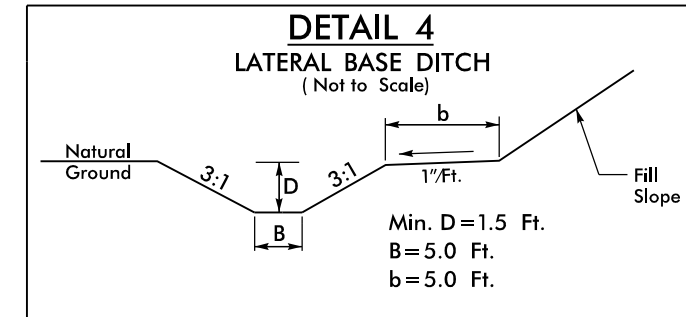 DETAIL 4
LATERAL BASE DITCH
( Not to Scale)
b
Natural
Ground
3:1
D
3:1
1"/Ft.
Fill
Slope
B
Min. D=1.5 Ft.
B=5.0 Ft.
b=5.0 Ft.